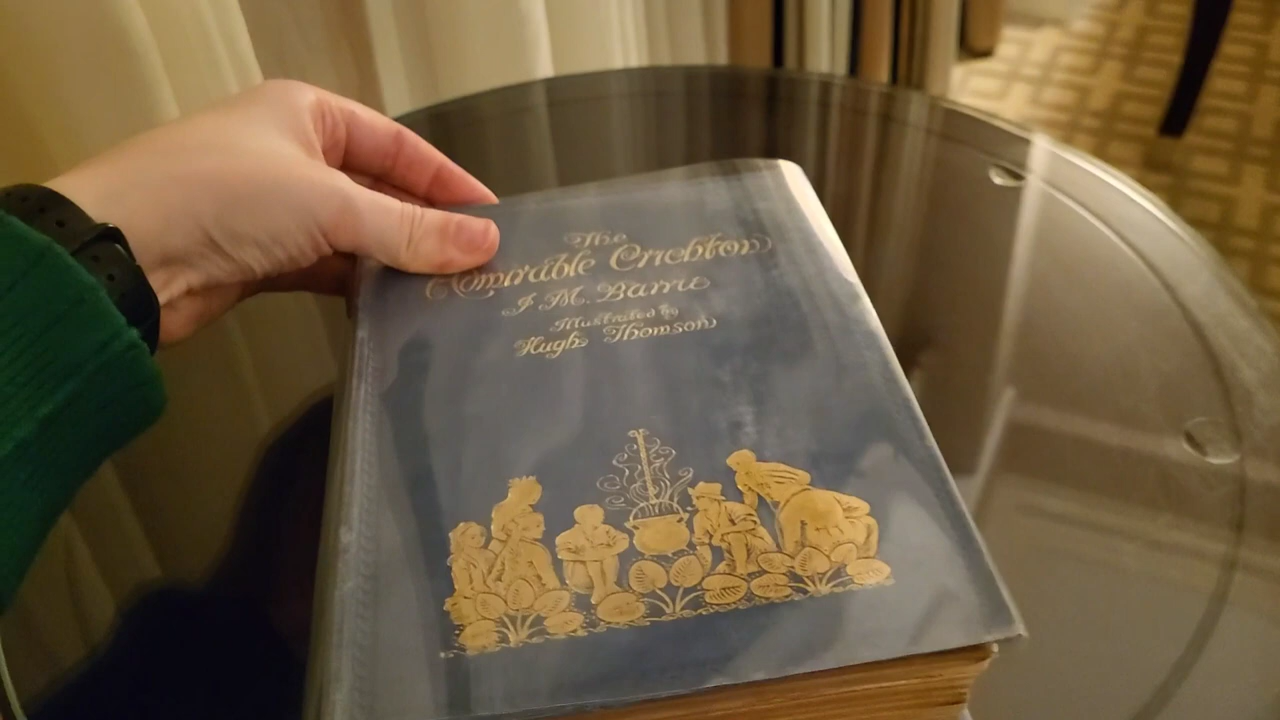 The
Admirable Crichton
J. M. Barrie
Illustrated by
Hugh Thomson